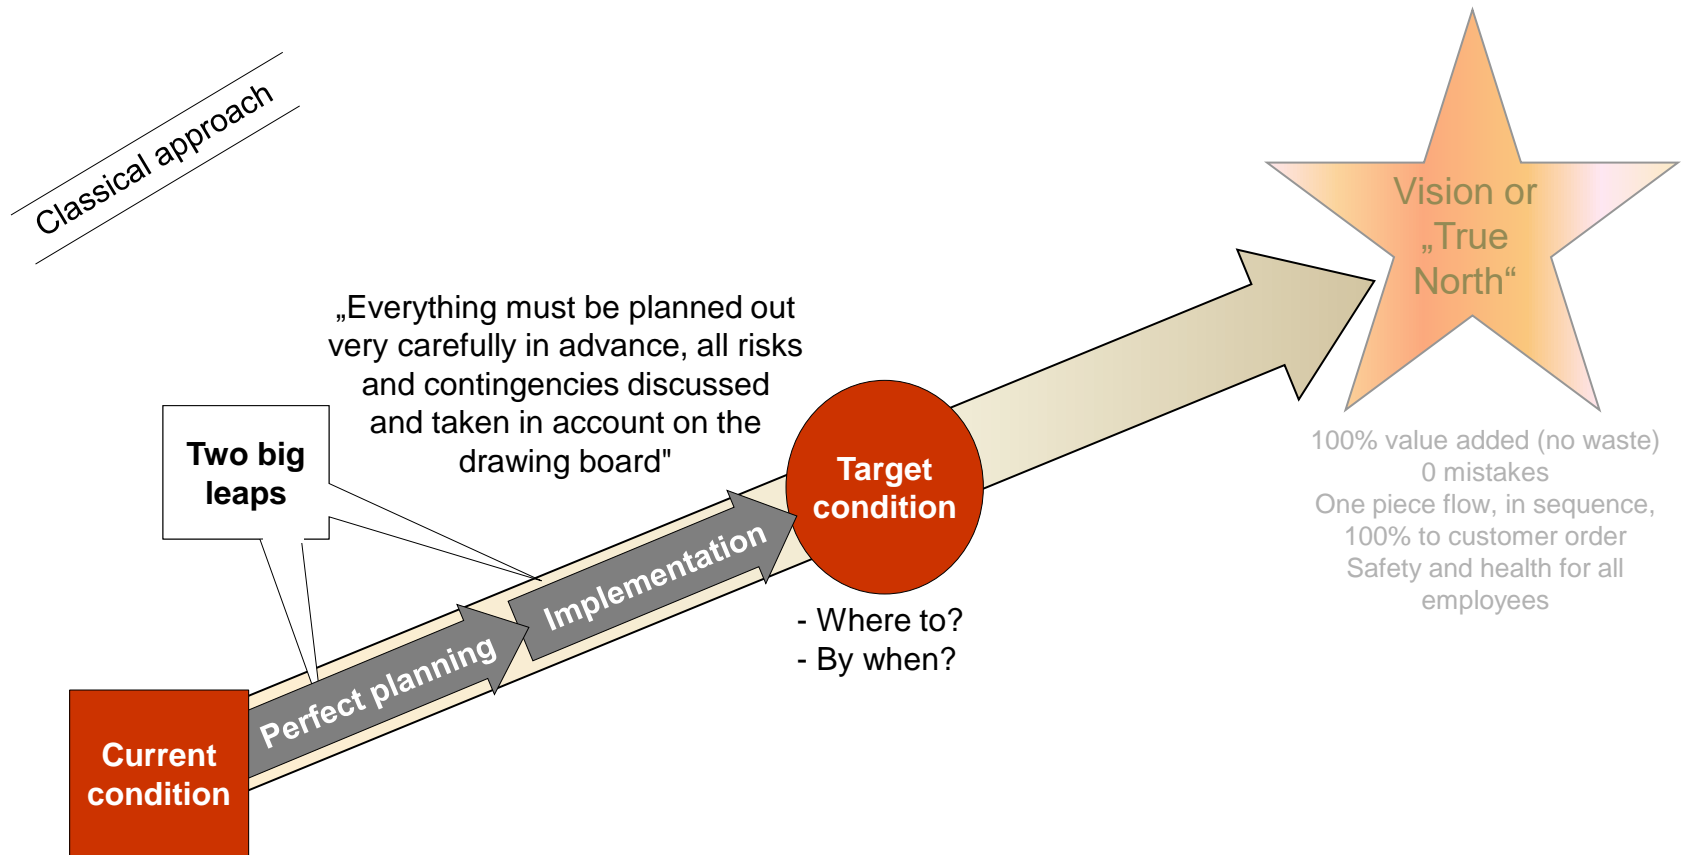 Classical approach
Vision or
„True
North“
„Everything must be planned out
very carefully in advance, all risks
and contingencies discussed
and taken in account on the
drawing board"
Two big
leaps
Target
condition
100% value added (no waste)
0 mistakes
One piece flow, in sequence,
100% to customer order
Safety and health for all
employees
Implementation
- Where to?
- By when?
Perfect planning
Current
condition